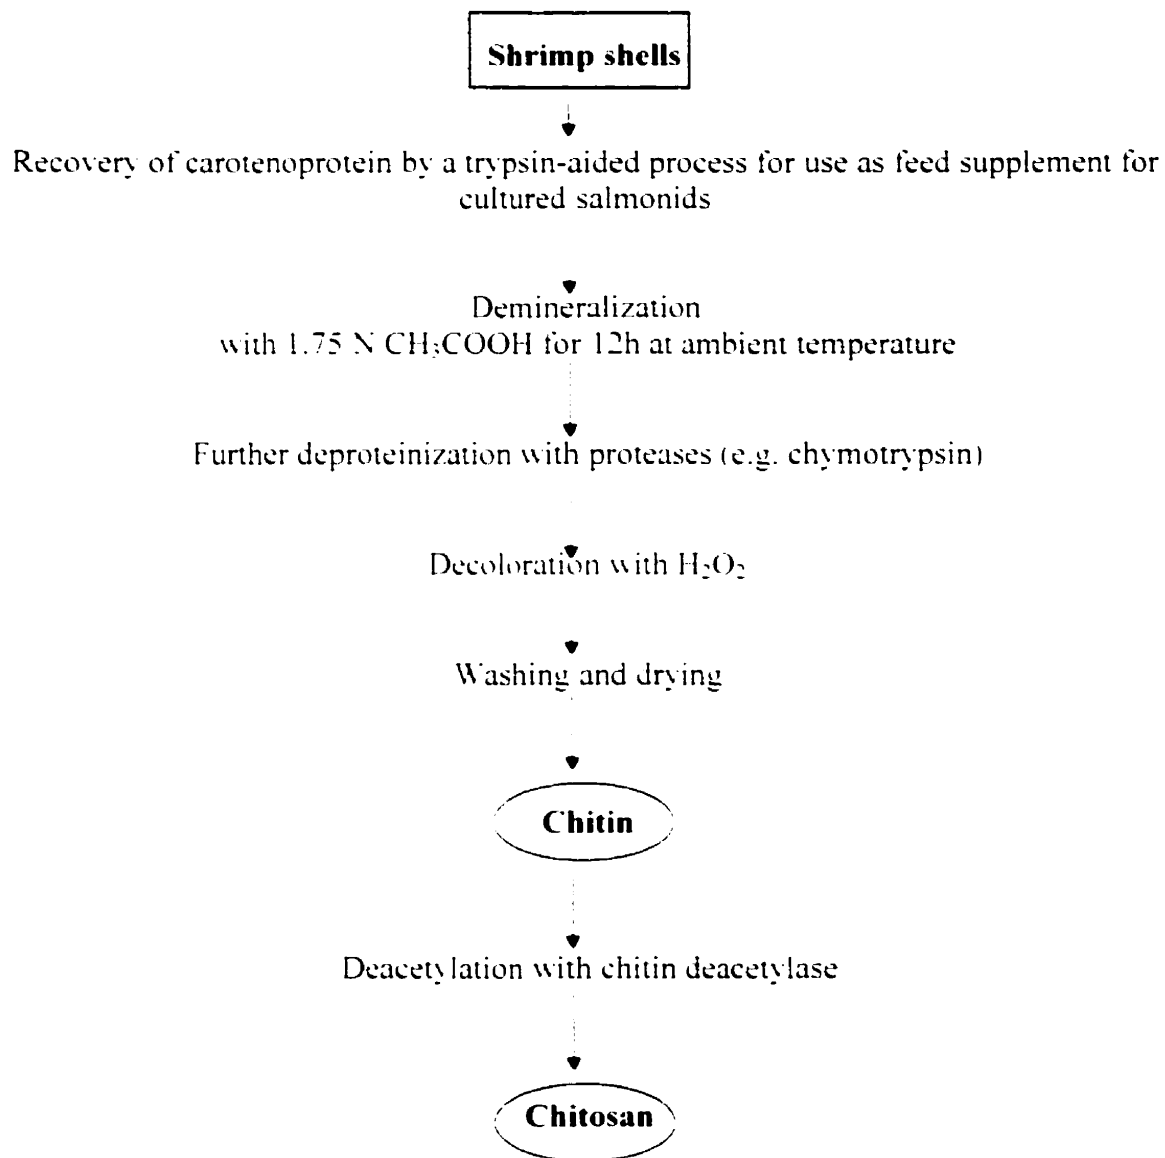 Shrimp shells
Recovery of carotenoprotein by a trypsin-aided process for use as feed supplement for
cultured salmonids
Demineralization
with 1.75 N CH₃COOH for 12h at ambient temperature
Further deproteinization with proteases (e.g. chymotrypsin)
Decoloration with H₂O₂
Washing and drying
Chitin
Deacetylation with chitin deacetylase
Chitosan